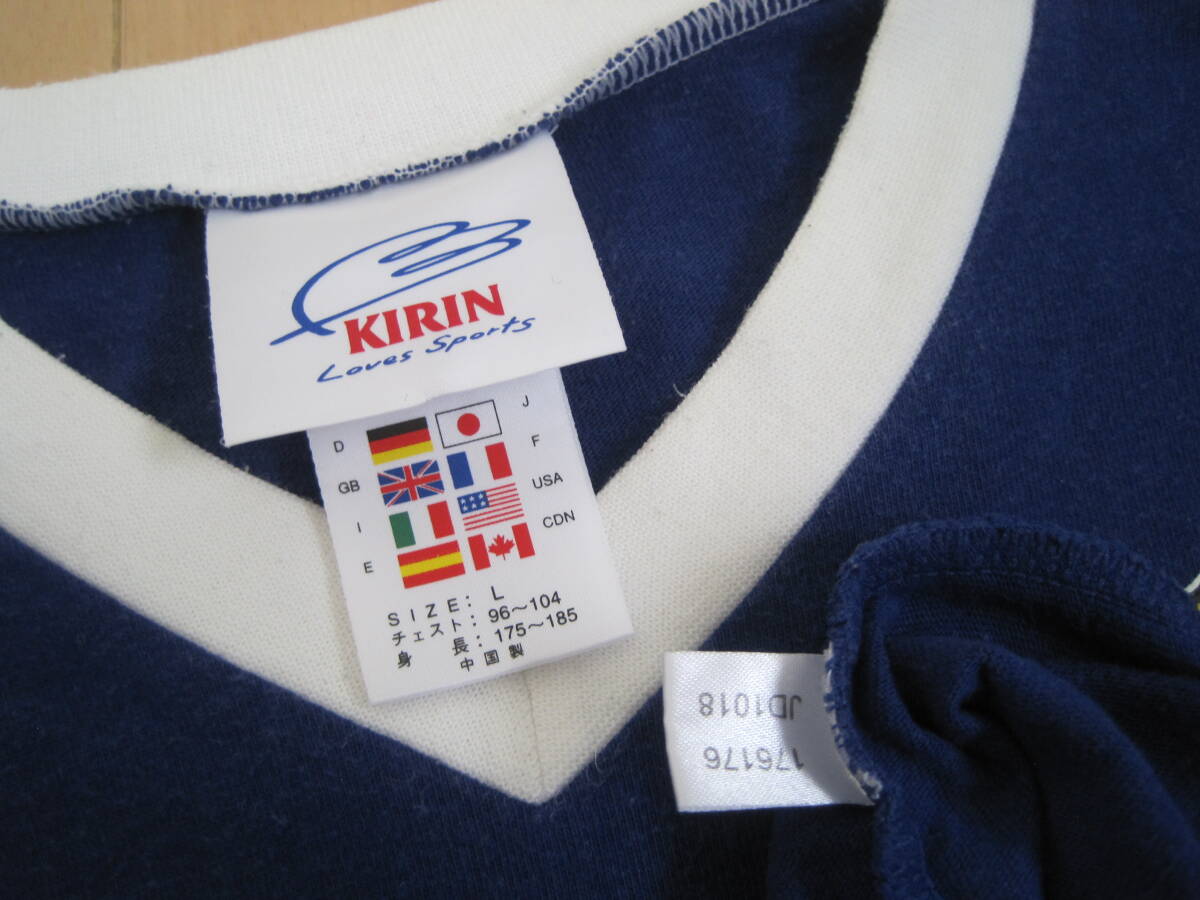 KIRIN
Loves Sports
D J
GB F
I USA
E CDN
SIZE: L
チェスト: 96～104
身長: 175～185
中国製
176176
JD1018